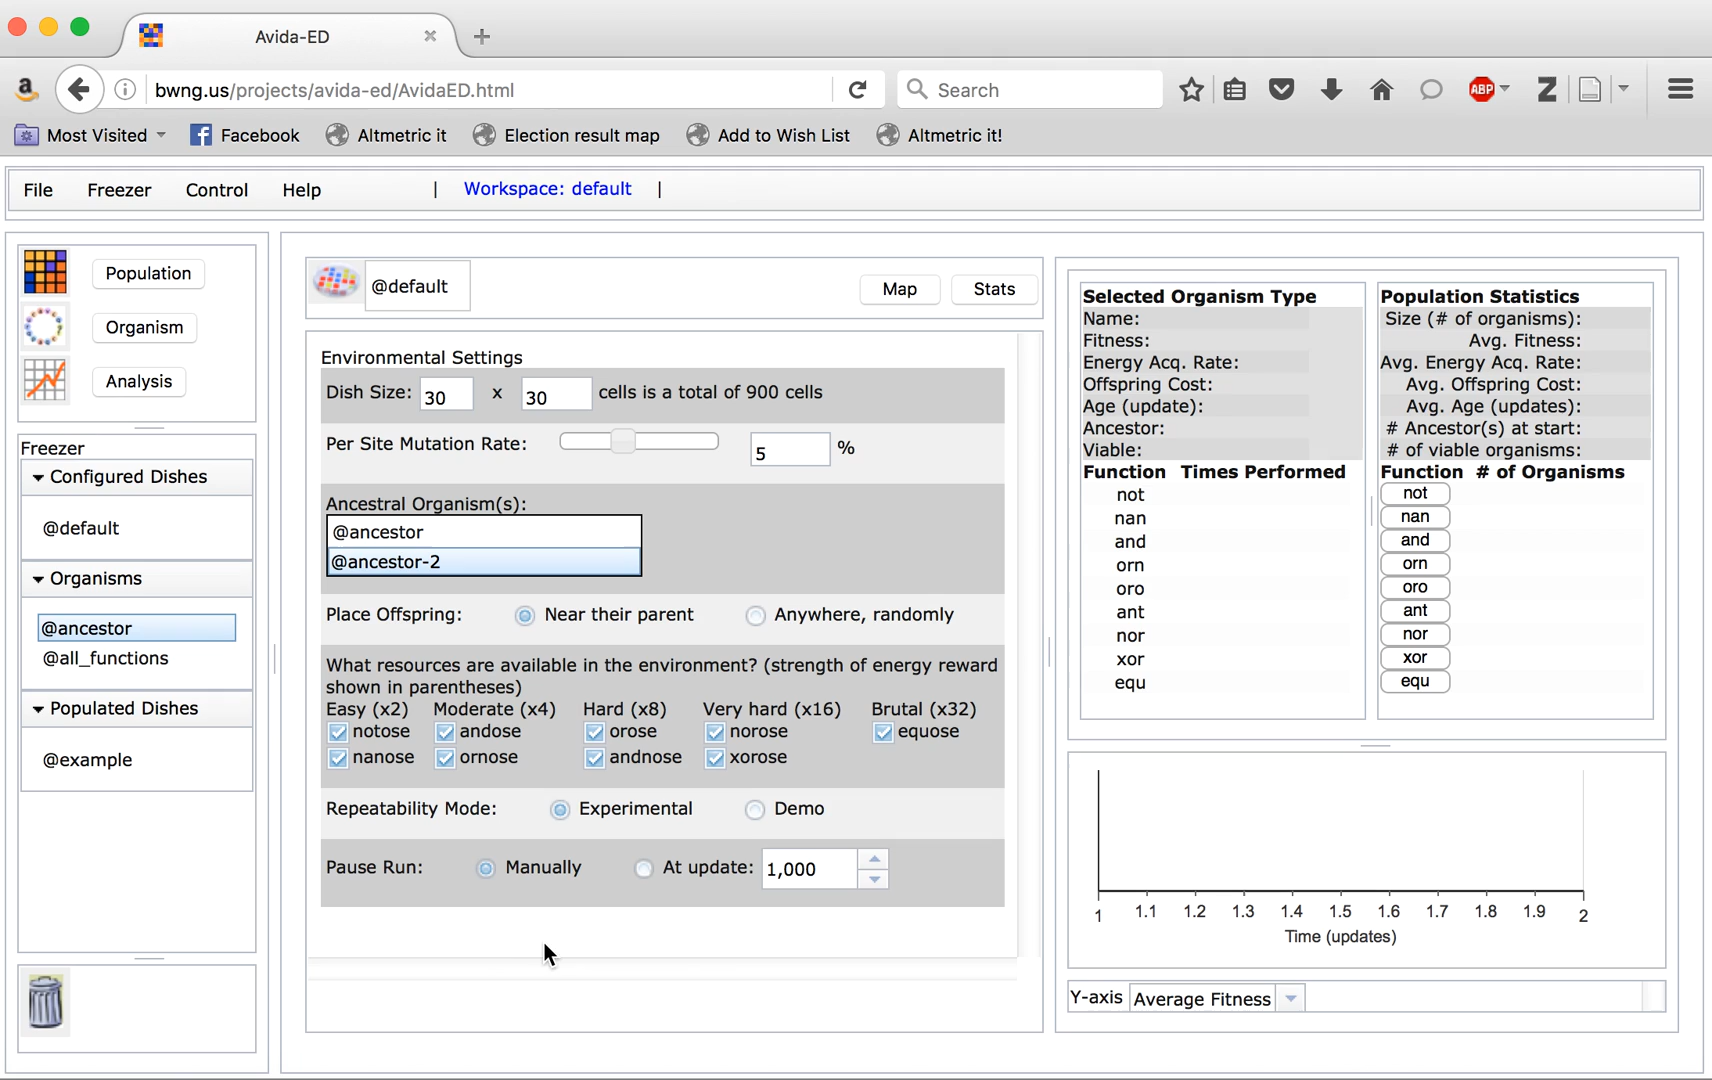 Avida-ED
bwng.us/projects/avida-ed/AvidaED.html
Search
ABP
Z
Most Visited
Facebook
Altmetric it
Election result map
Add to Wish List
Altmetric it!
File Freezer Control Help | Workspace: default |
Population
Organism
Analysis
Freezer
Configured Dishes
@default
Organisms
@ancestor
@all_functions
Populated Dishes
@example
@default
Map
Stats
Environmental Settings
Dish Size: 30 x 30 cells is a total of 900 cells
Per Site Mutation Rate: 5 %
Ancestral Organism(s):
@ancestor
@ancestor-2
Place Offspring: Near their parent Anywhere, randomly
What resources are available in the environment? (strength of energy reward
shown in parentheses)
Easy (x2) Moderate (x4) Hard (x8) Very hard (x16) Brutal (x32)
notose andose orose norose equose
nanose ornose andnose xorose
Repeatability Mode: Experimental Demo
Pause Run: Manually At update: 1,000
Selected Organism Type
Name:
Fitness:
Energy Acq. Rate:
Offspring Cost:
Age (update):
Ancestor:
Viable:
Function Times Performed
not
nan
and
orn
oro
ant
nor
xor
equ
Population Statistics
Size (# of organisms):
Avg. Fitness:
Avg. Energy Acq. Rate:
Avg. Offspring Cost:
Avg. Age (updates):
# Ancestor(s) at start:
# of viable organisms:
Function # of Organisms
not
nan
and
orn
oro
ant
nor
xor
equ
1 1.1 1.2 1.3 1.4 1.5 1.6 1.7 1.8 1.9 2
Time (updates)
Y-axis Average Fitness